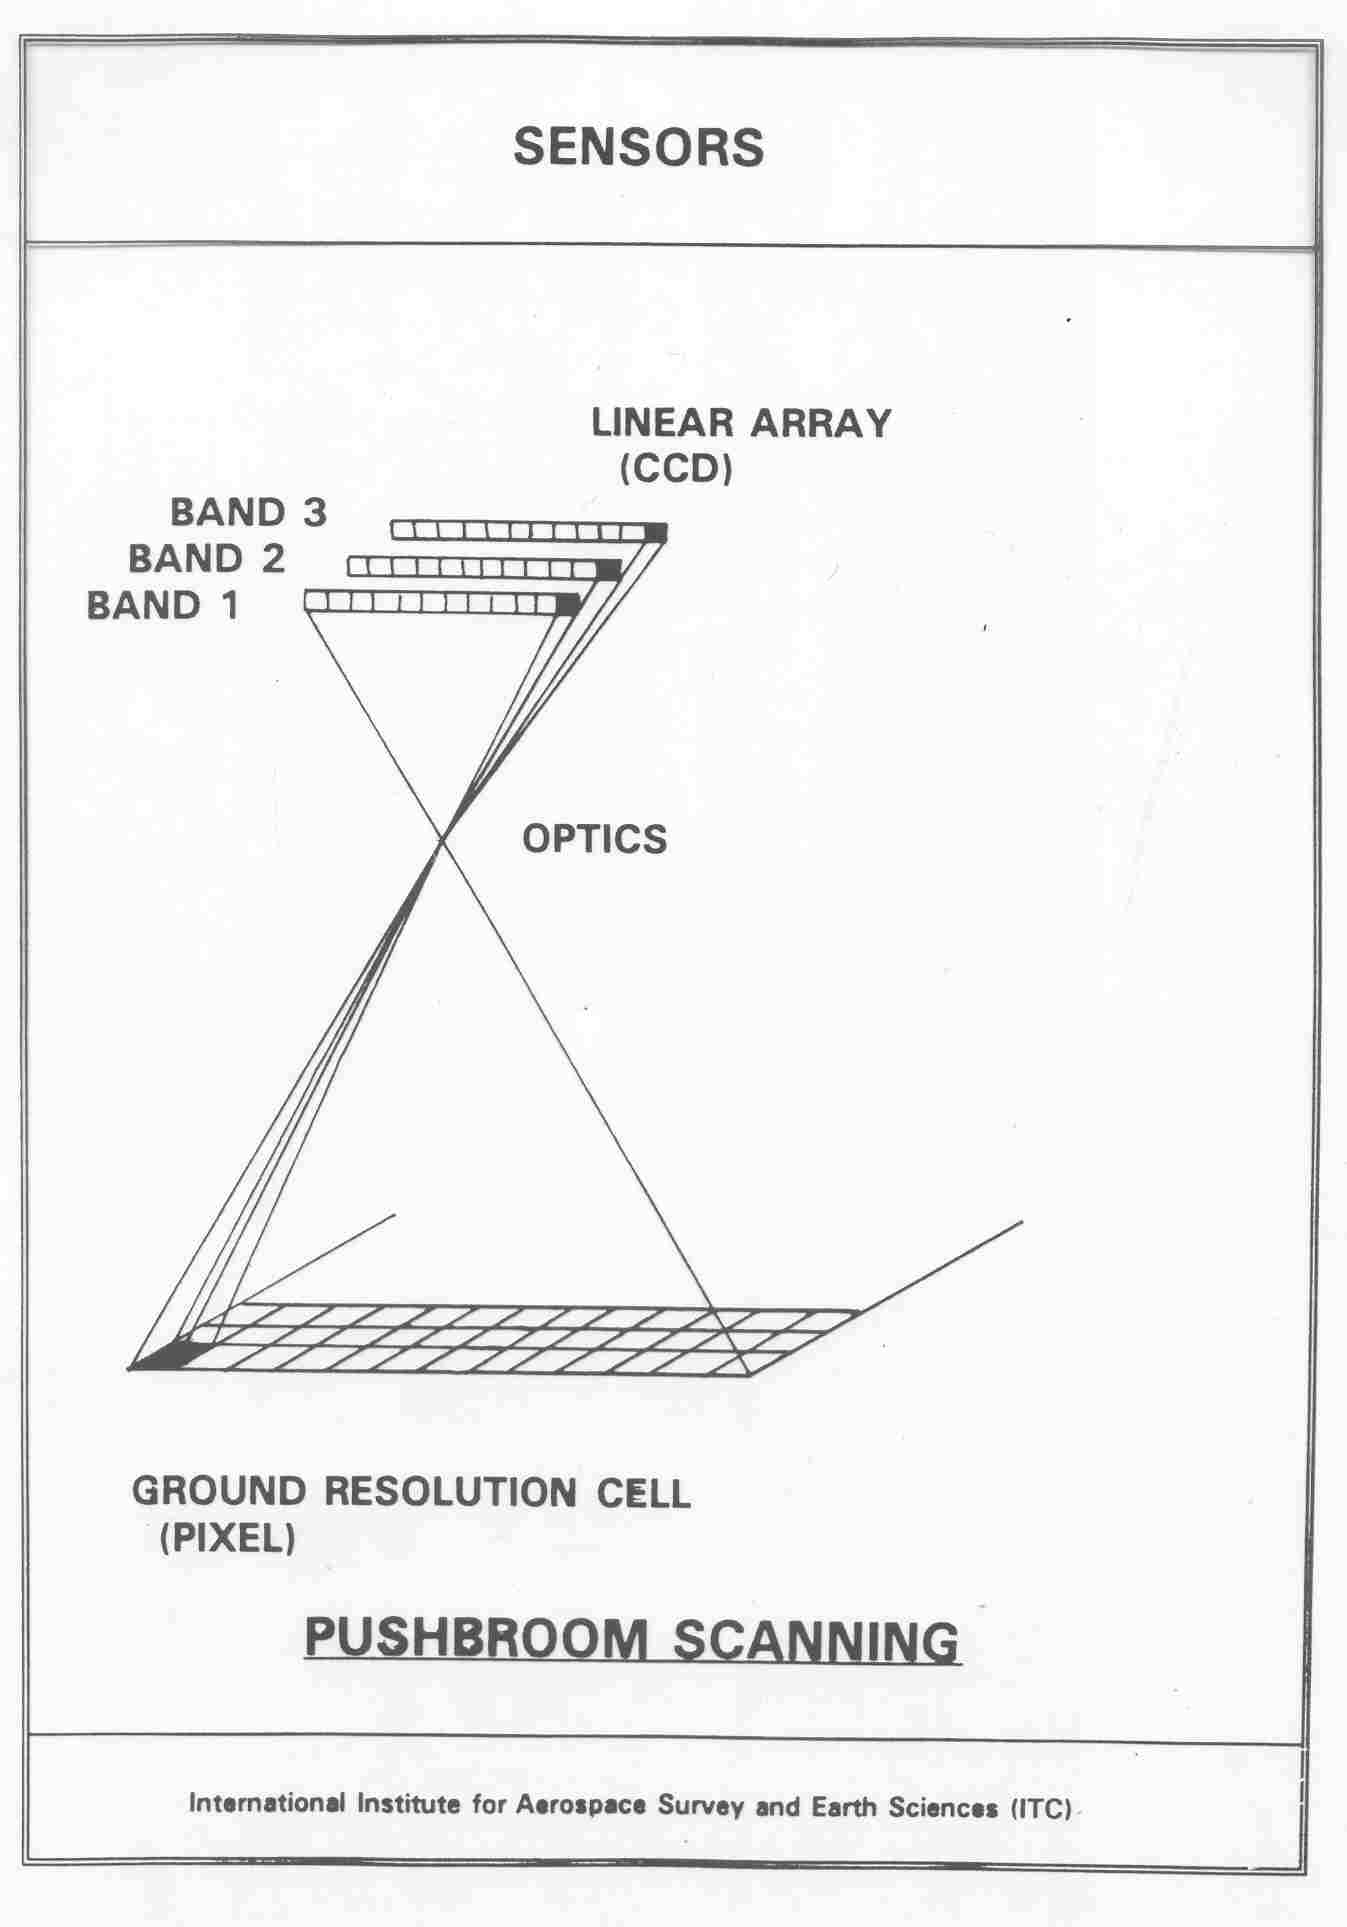 SENSORS
LINEAR ARRAY
(CCD)
BAND 3
BAND 2
BAND 1
OPTICS
GROUND RESOLUTION CELL
(PIXEL)
PUSHBROOM SCANNING
International Institute for Aerospace Survey and Earth Sciences (ITC)